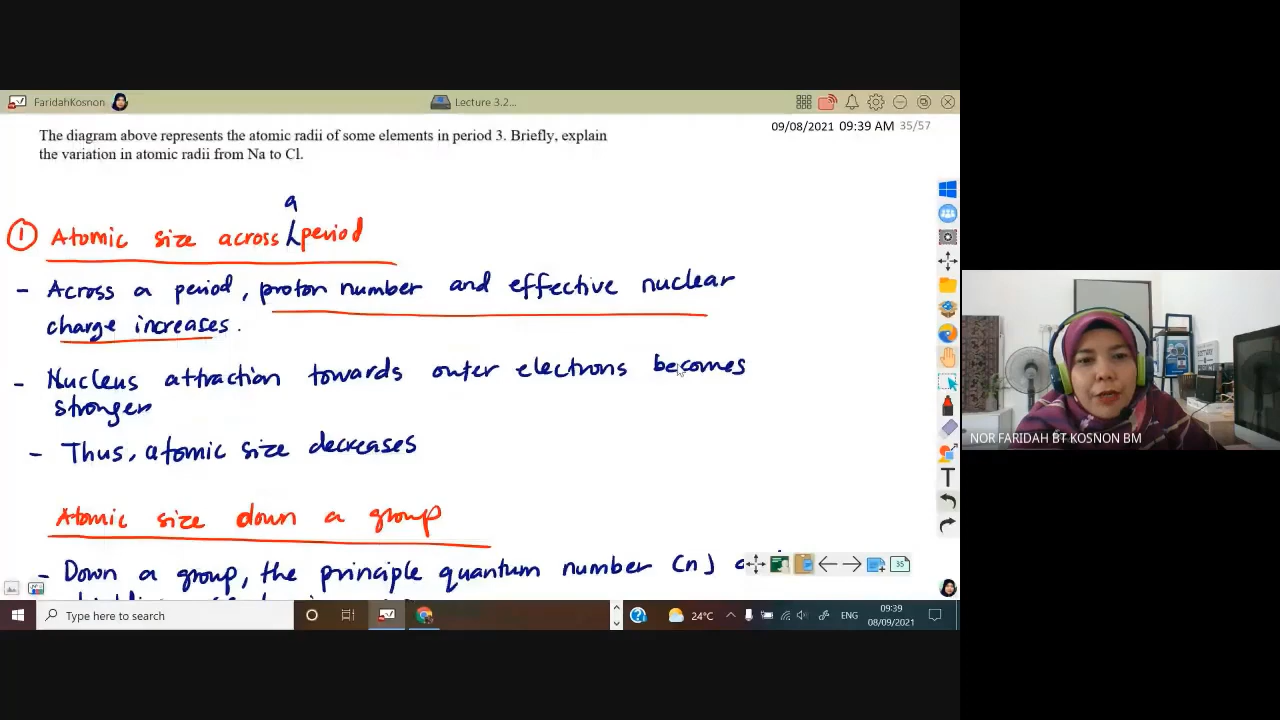 FaridahKosnon
Lecture 3.2...
09/08/2021 09:39 AM 35/57
The diagram above represents the atomic radii of some elements in period 3. Briefly, explain
the variation in atomic radii from Na to Cl.
a
1 Atomic size across period
- Across a period, proton number and effective nuclear
charge increases.
- Nucleus attraction towards outer electrons becomes
stronger
- Thus, atomic size decreases
Atomic size down a group
- Down a group, the principle quantum number (n)
NOR FARIDAH BT KOSNON BM
T
35
Type here to search
24°C
ENG
09:39
08/09/2021